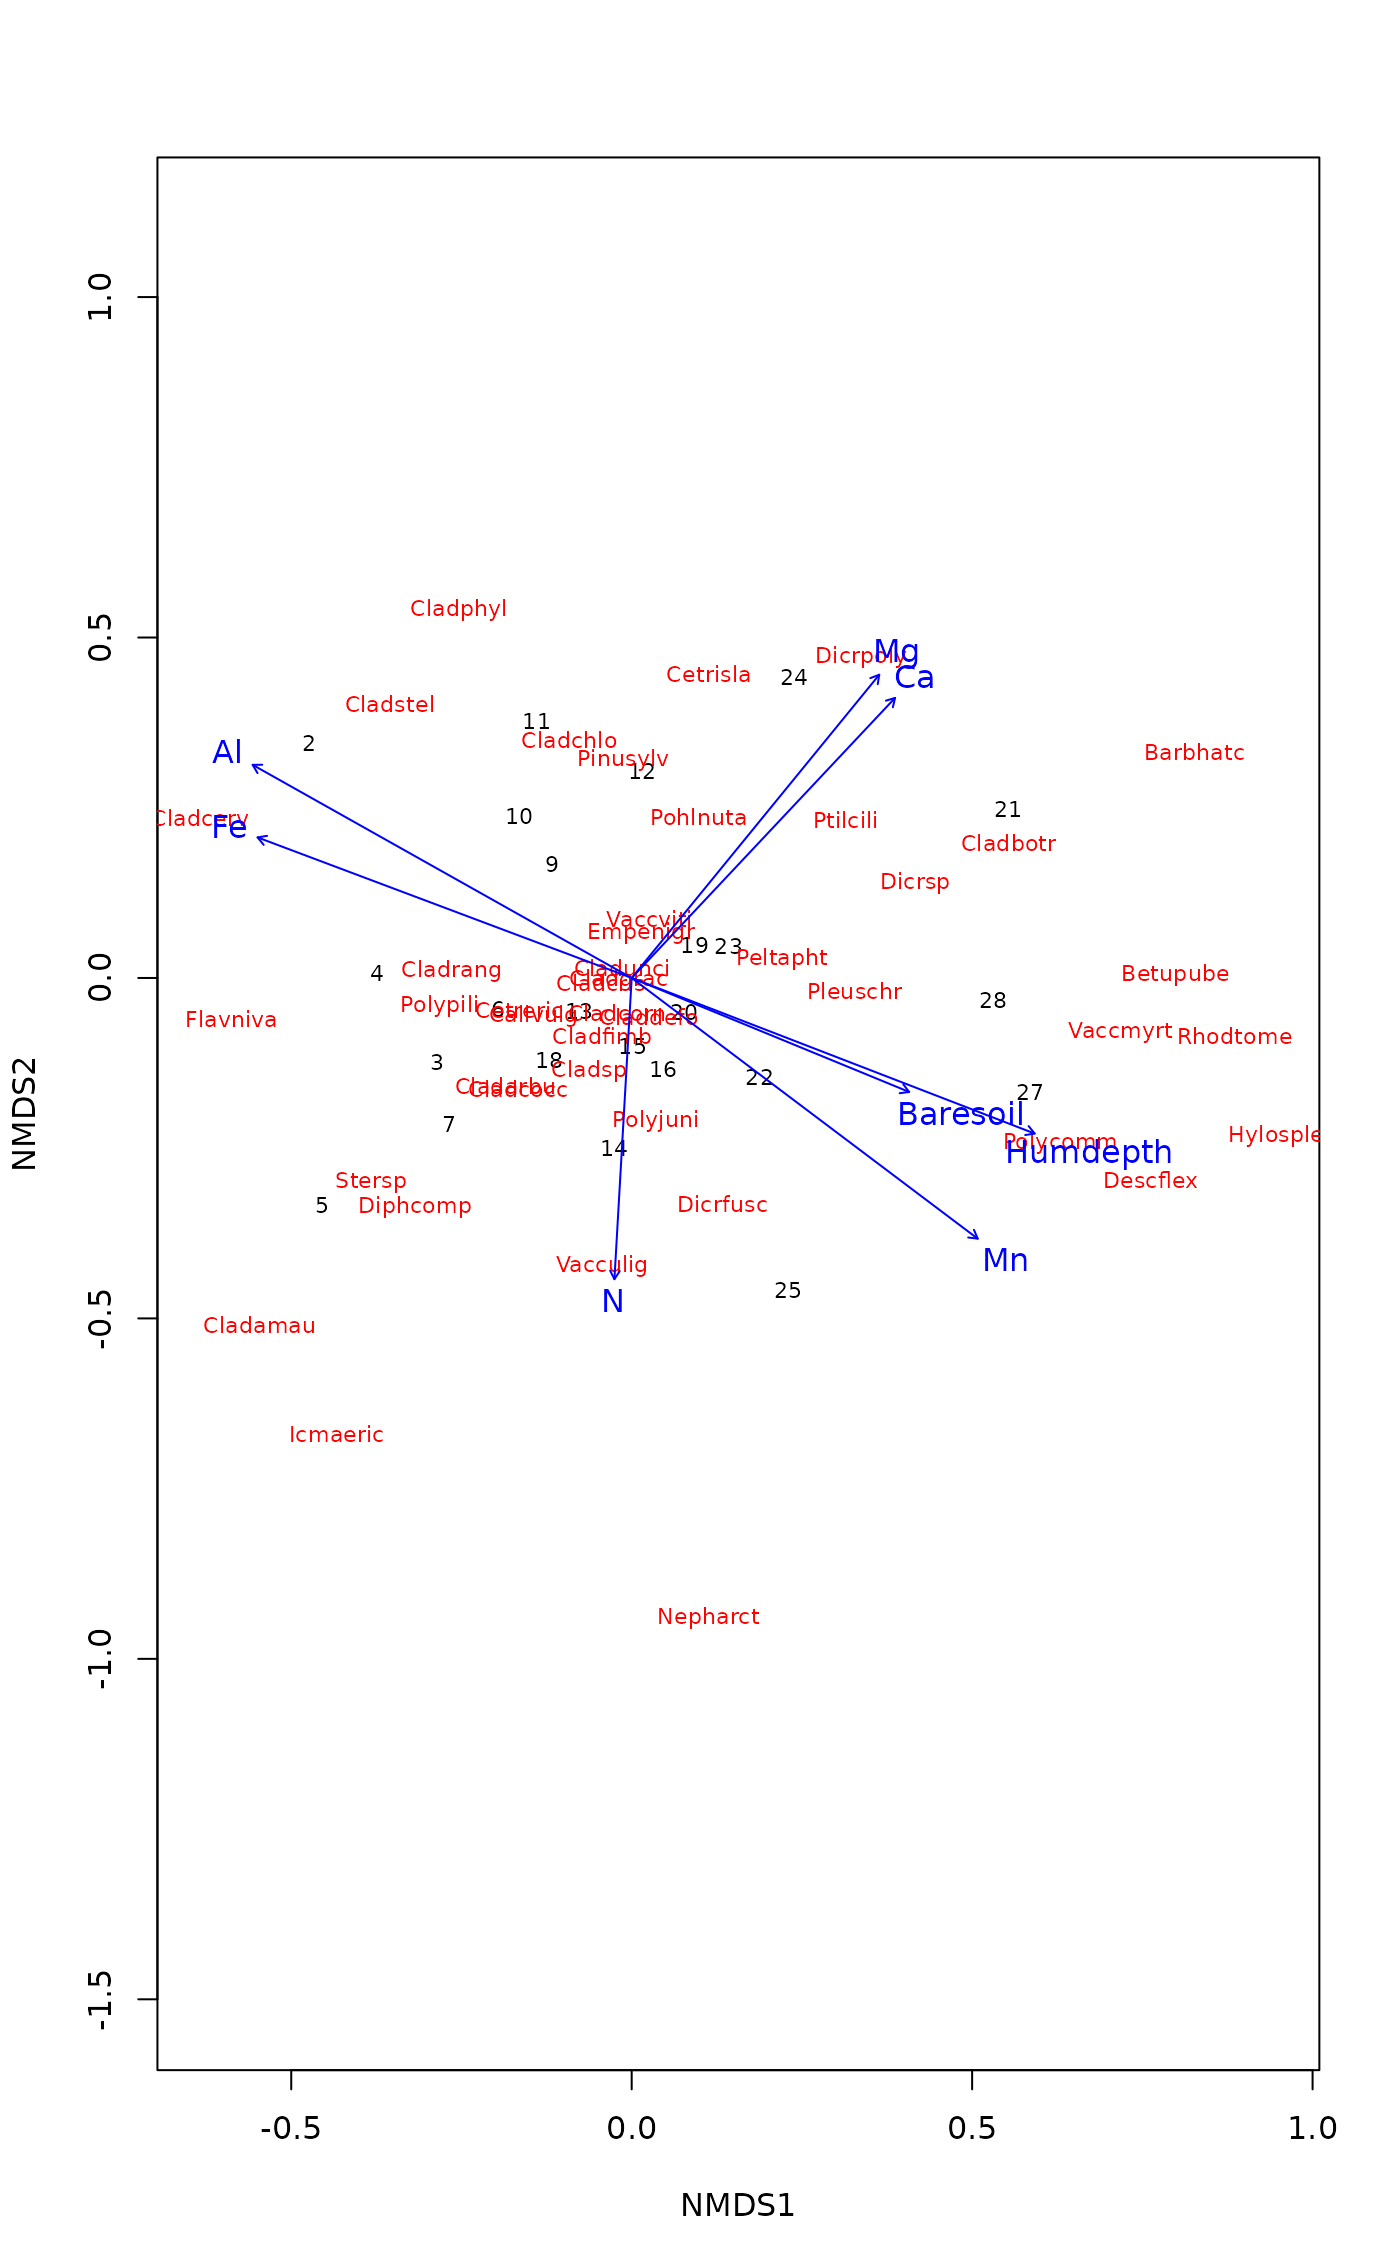 1.0
0.5
0.0
-0.5
-1.0
-1.5
NMDS2
Cladphyl
Mg
Dicrpoly
Cetrisla
24
Ca
Cladstel
11
Cladchlo
2
Al
Pinusylv
12
Barbhatc
Cladcerv
Fe
10
Pohlnuta
Ptilcili
21
Cladbotr
9
Dicrsp
Vaccviti
Empenigr
19
23
Peltapht
4
Cladrang
Cladunci
Cladgrac
Cladcris
Pleuschr
Betupube
28
Polypili
6
Cetreric
Callvulg
13
Cladcorn
Claddefo
20
Flavniva
Cladfimb
15
Vaccmyrt
Rhodtome
3
18
Cladsp
16
22
Cladarbu
Cladcocc
27
Baresoil
7
Polyjuni
14
Polycomm
Humdepth
Hylosple
Stersp
Descflex
5
Diphcomp
Dicrfusc
Vacculig
Mn
N
25
Cladamau
Icmaeric
Nepharct
-0.5
0.0
0.5
1.0
NMDS1